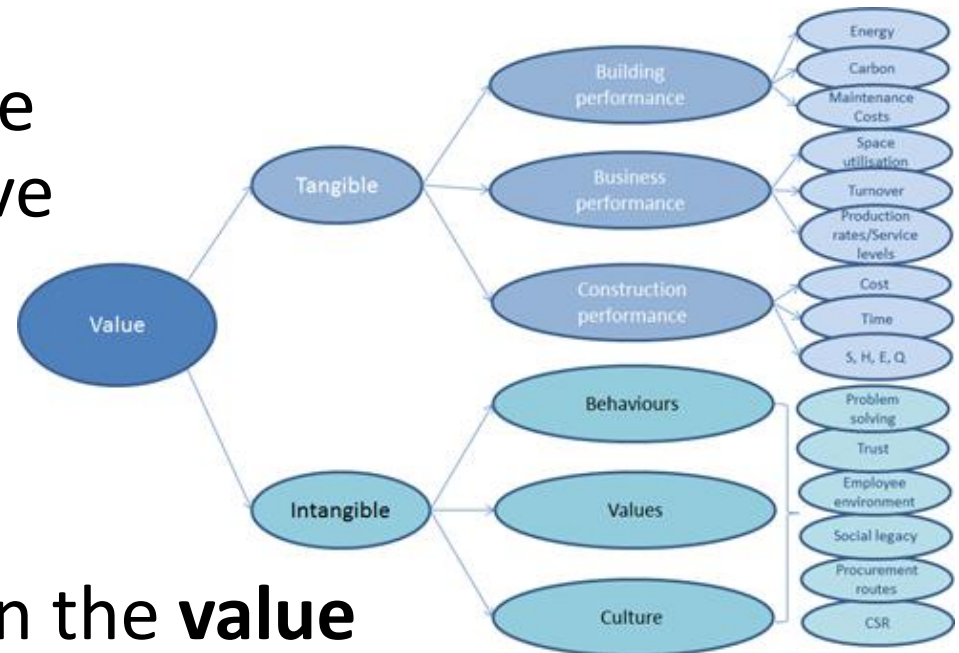 e
ve
Value
Tangible
Intangible
Building
performance
Business
performance
Construction
performance
Behaviours
Values
Culture
Energy
Carbon
Maintenance
Costs
Space
utilisation
Turnover
Production
rates/Service
levels
Cost
Time
S, H, E, Q
Problem
solving
Trust
Employee
environment
Social legacy
Procurement
routes
CSR
n the value